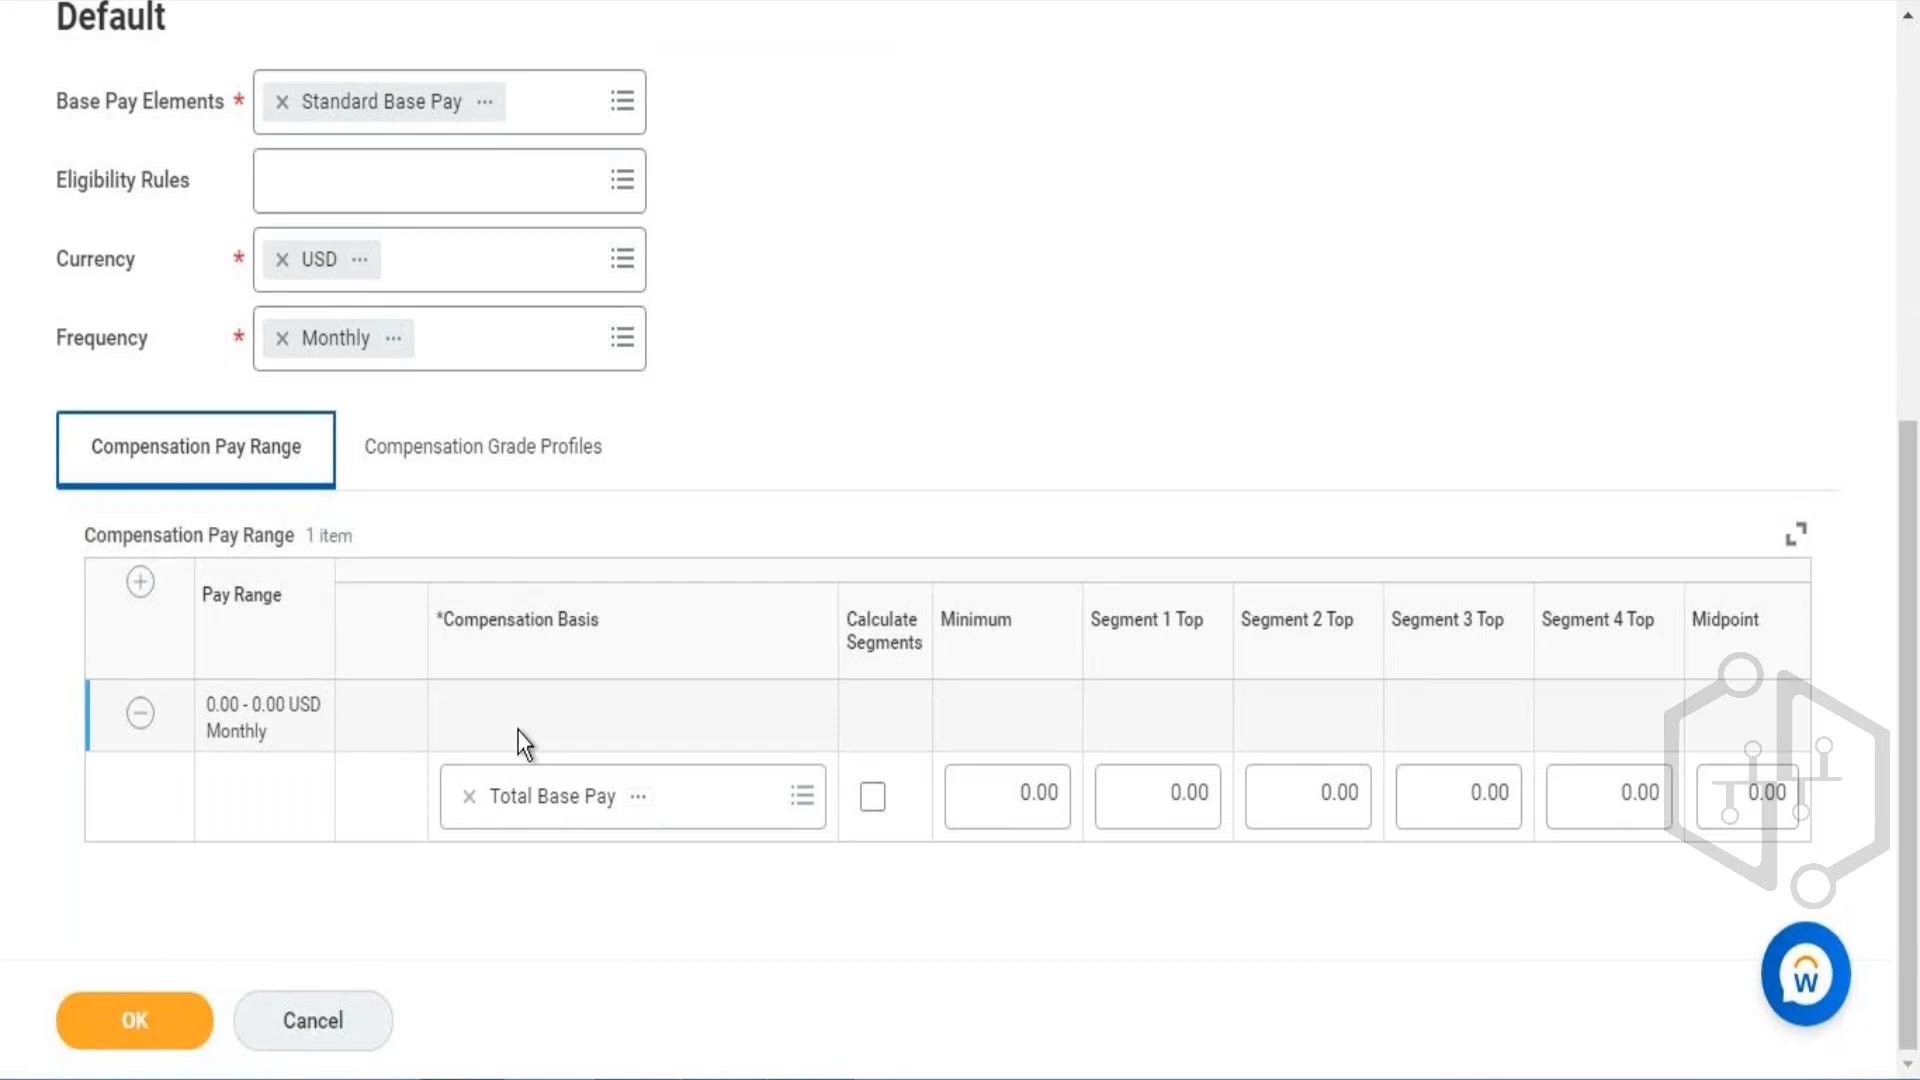 Default
Base Pay Elements * × Standard Base Pay ...
Eligibility Rules
Currency * × USD ...
Frequency * × Monthly ...
Compensation Pay Range Compensation Grade Profiles
Compensation Pay Range 1 item
Pay Range
*Compensation Basis
Calculate Segments
Minimum
Segment 1 Top
Segment 2 Top
Segment 3 Top
Segment 4 Top
Midpoint
0.00 - 0.00 USD
Monthly
× Total Base Pay ... 0.00 0.00 0.00 0.00 0.00 0.00
W
OK Cancel